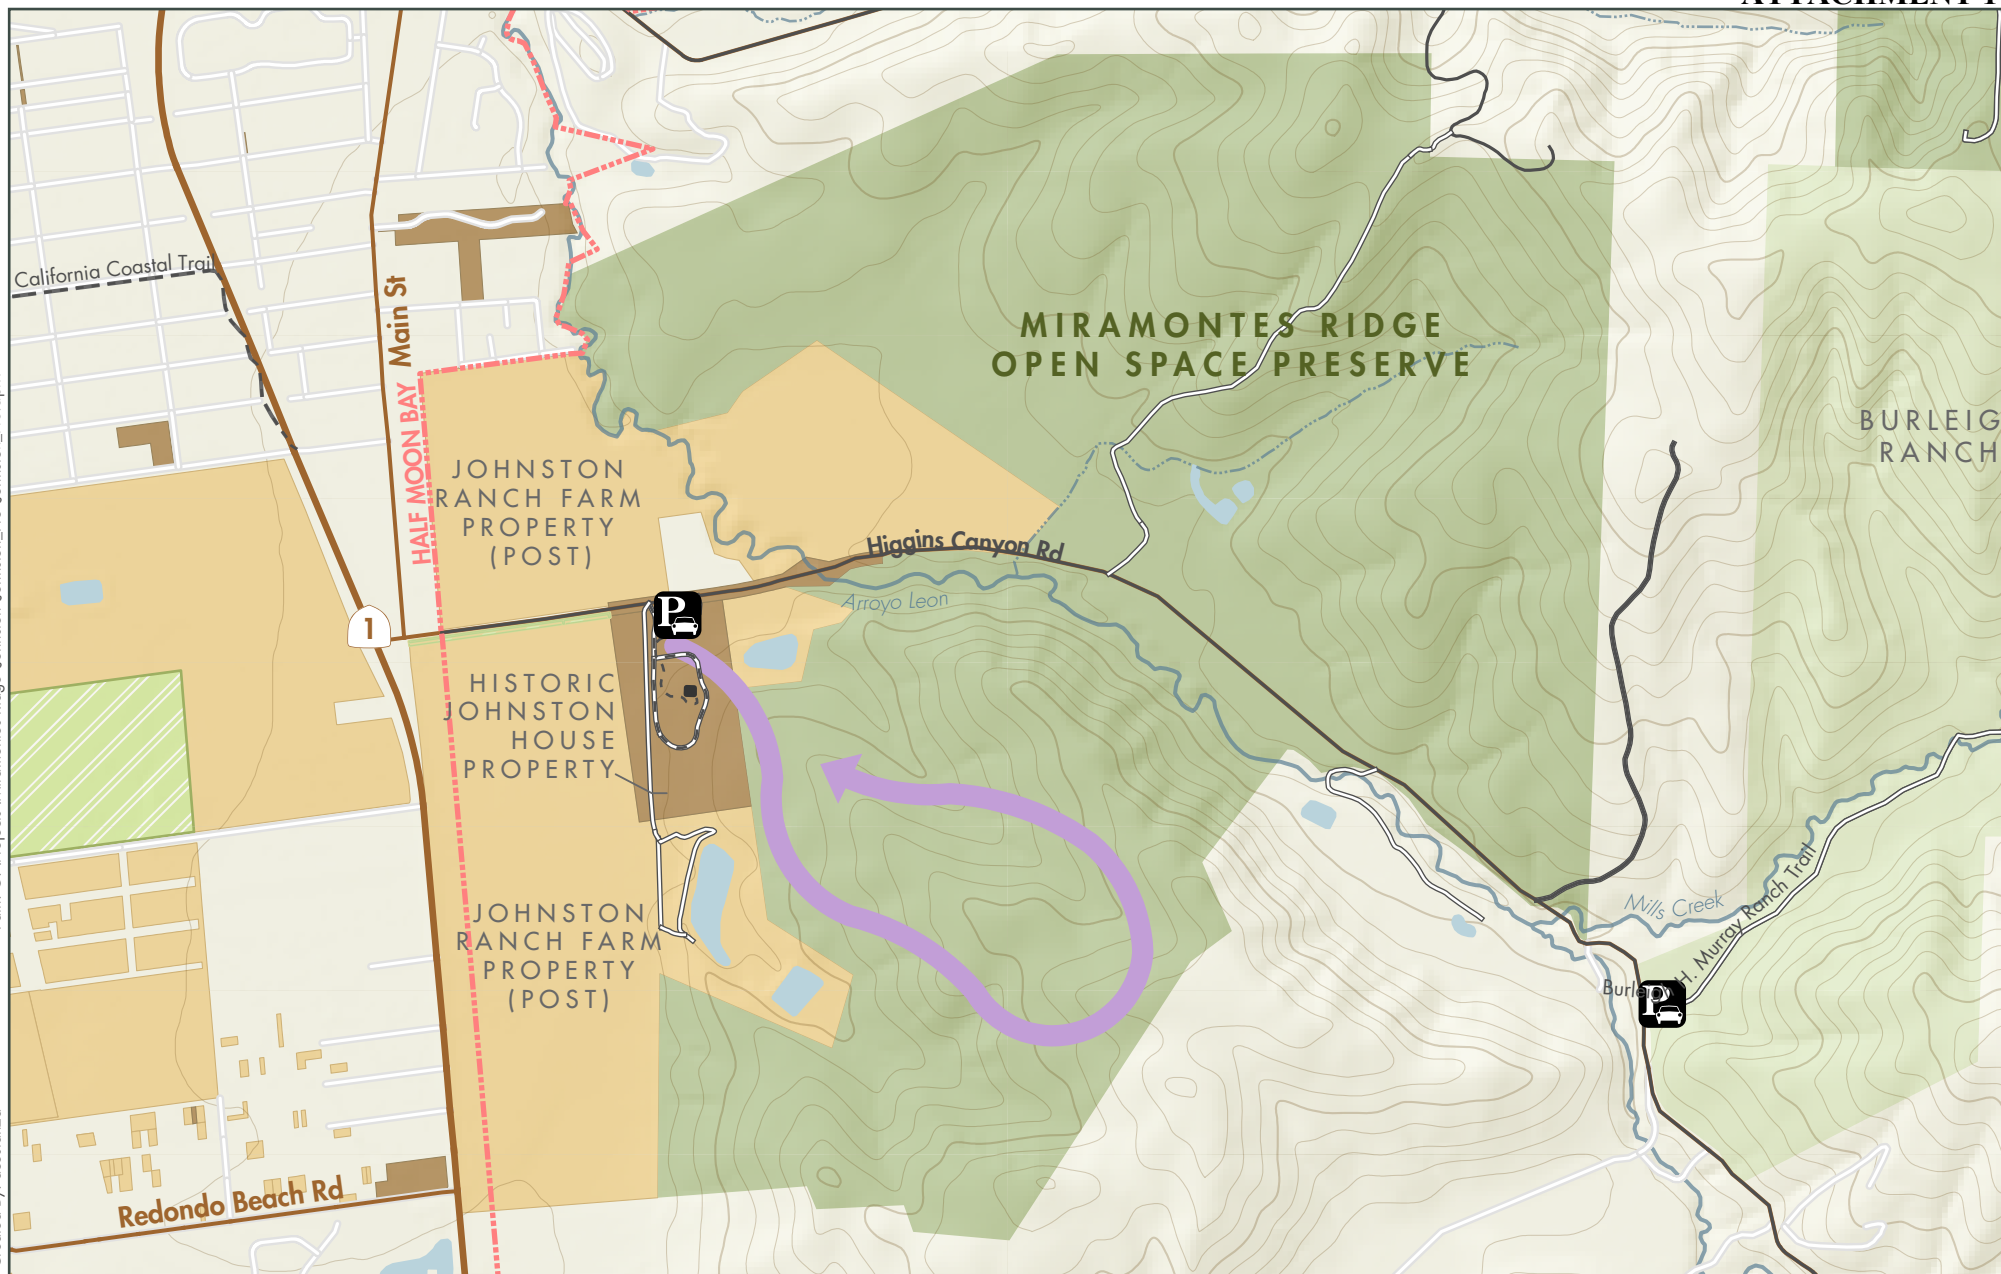 California Coastal Trail
Main St
HALF MOON BAY
MIRAMONTES RIDGE
OPEN SPACE PRESERVE
BURLEIG
RANCH
JOHNSTON
RANCH FARM
PROPERTY
(POST)
Higgins Canyon Rd
Arroyo Leon
P
1
HISTORIC
JOHNSTON
HOUSE
PROPERTY
JOHNSTON
RANCH FARM
PROPERTY
(POST)
Mills Creek
Burleigh H. Murray Ranch Trail
P
Redondo Beach Rd